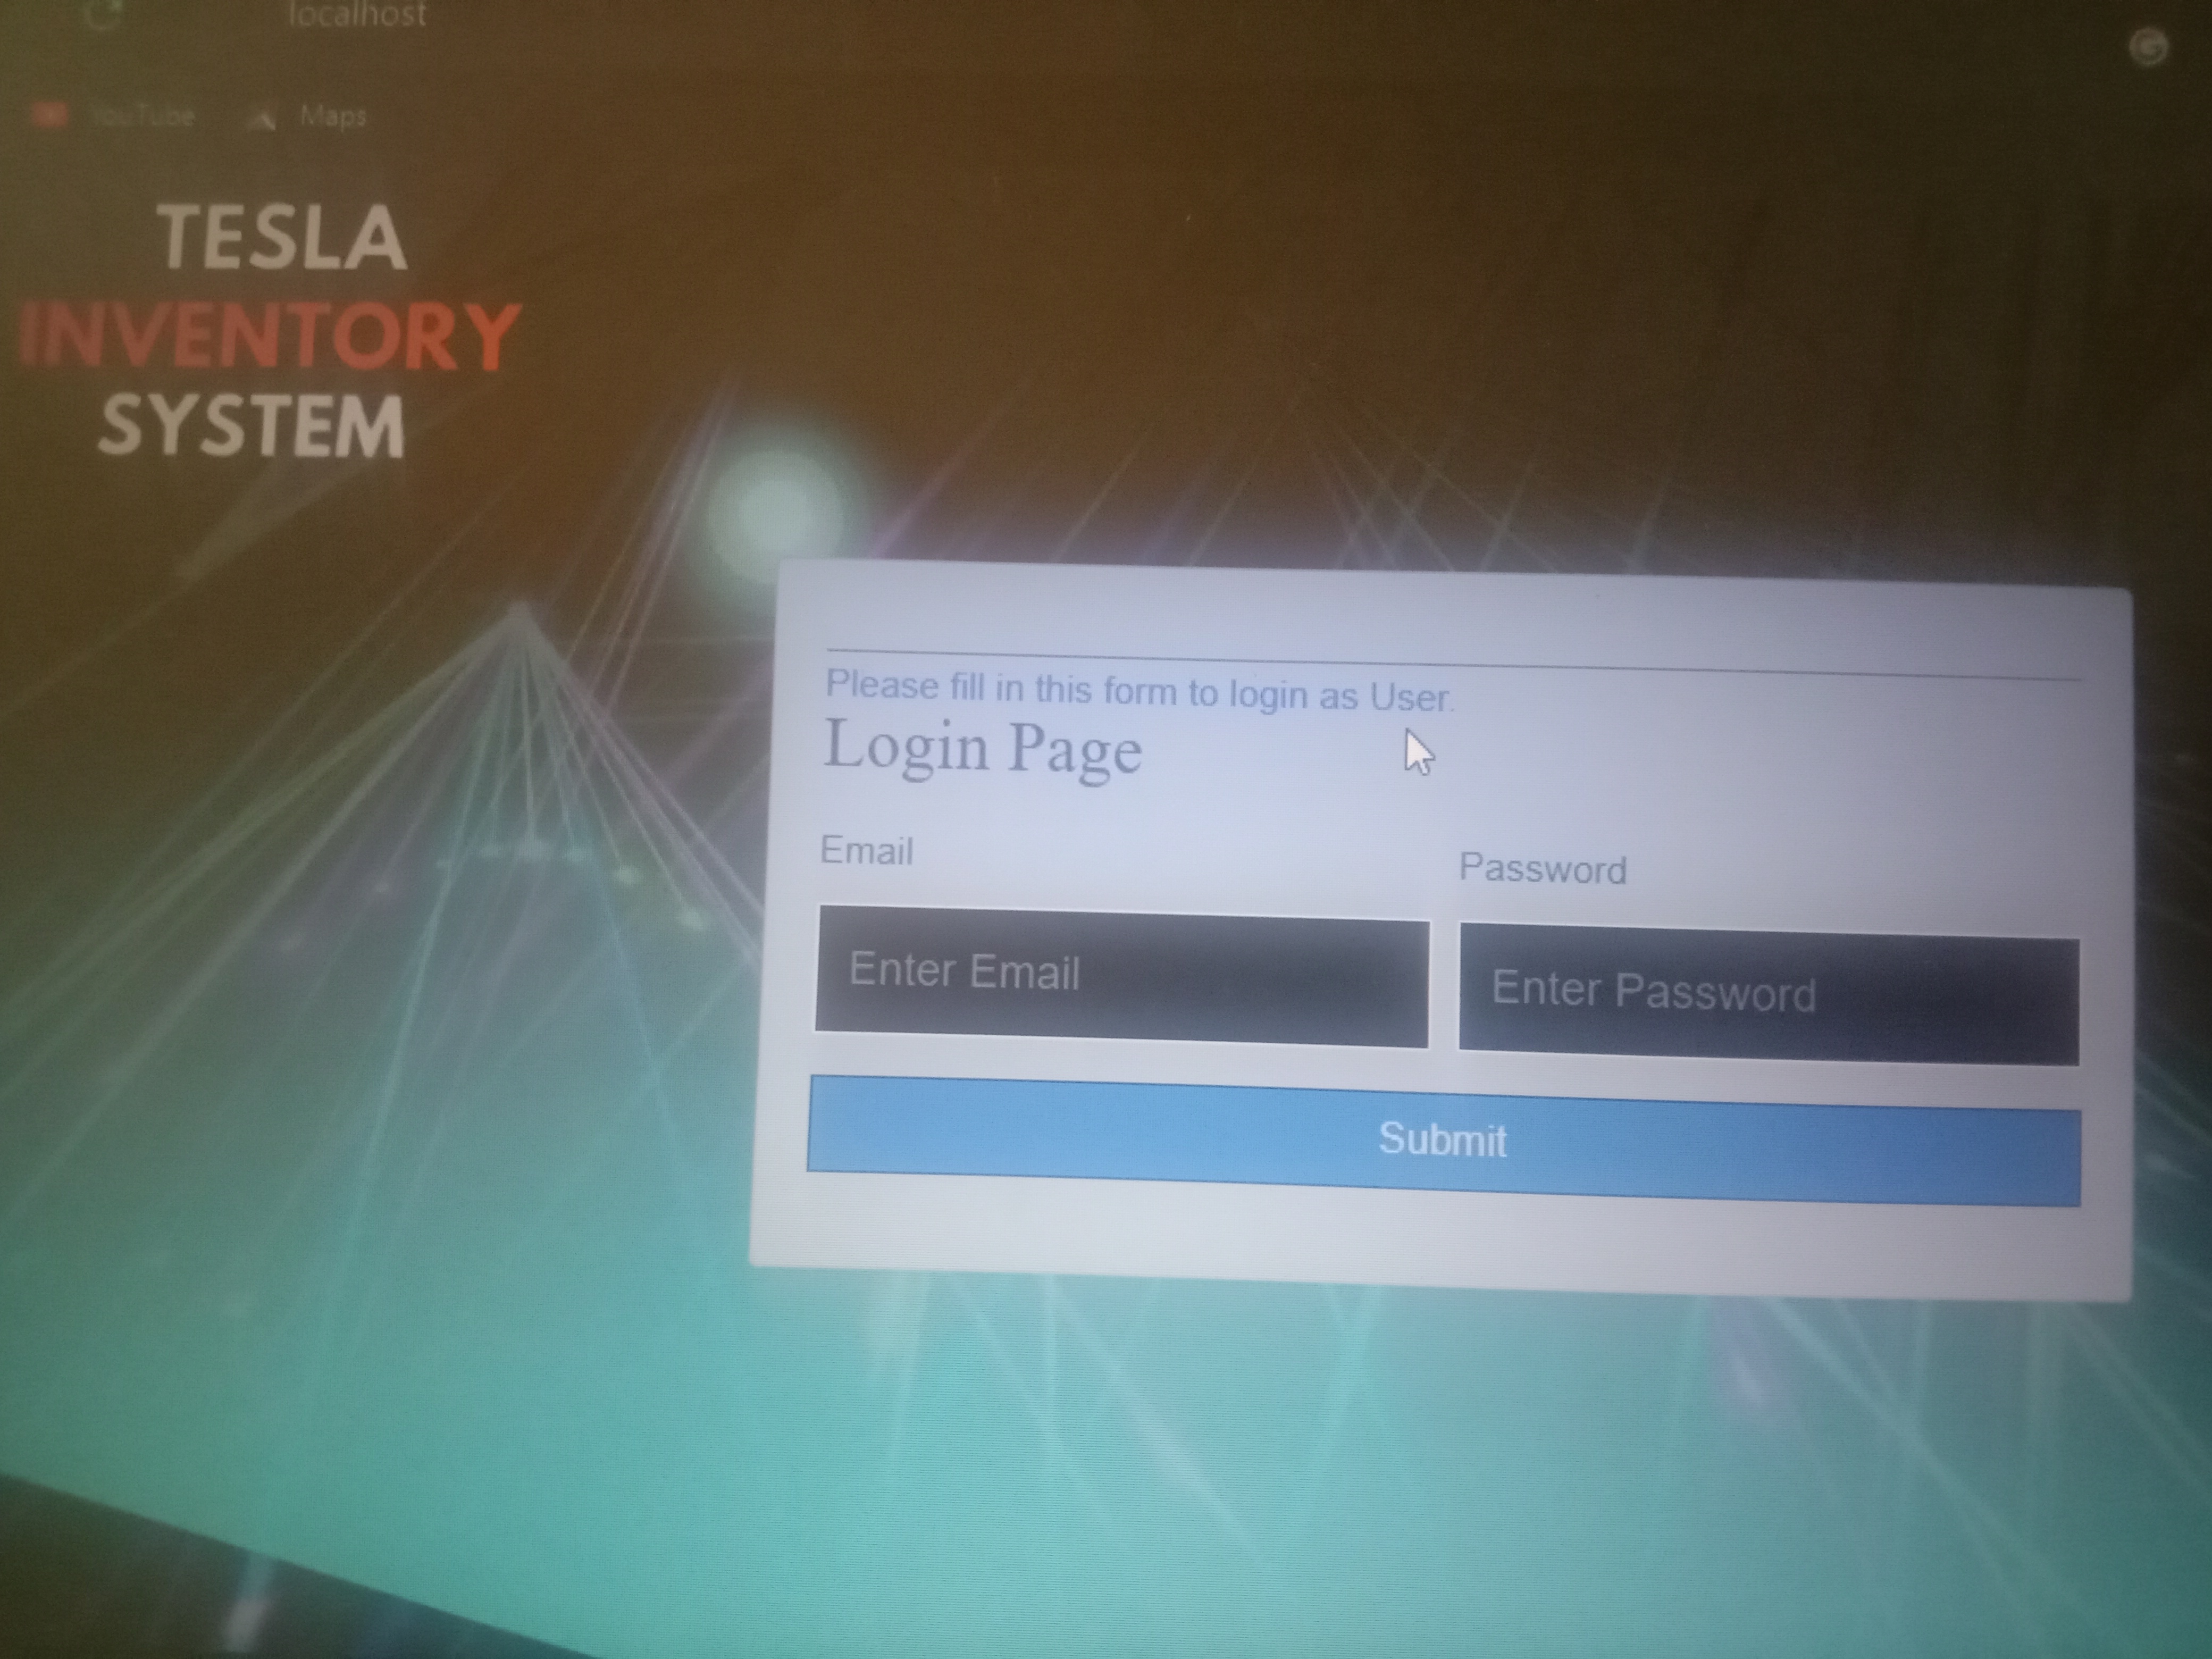 localhost
YouTube Maps
TESLA
INVENTORY
SYSTEM
Please fill in this form to login as User.
Login Page
Email Password
Enter Email Enter Password
Submit